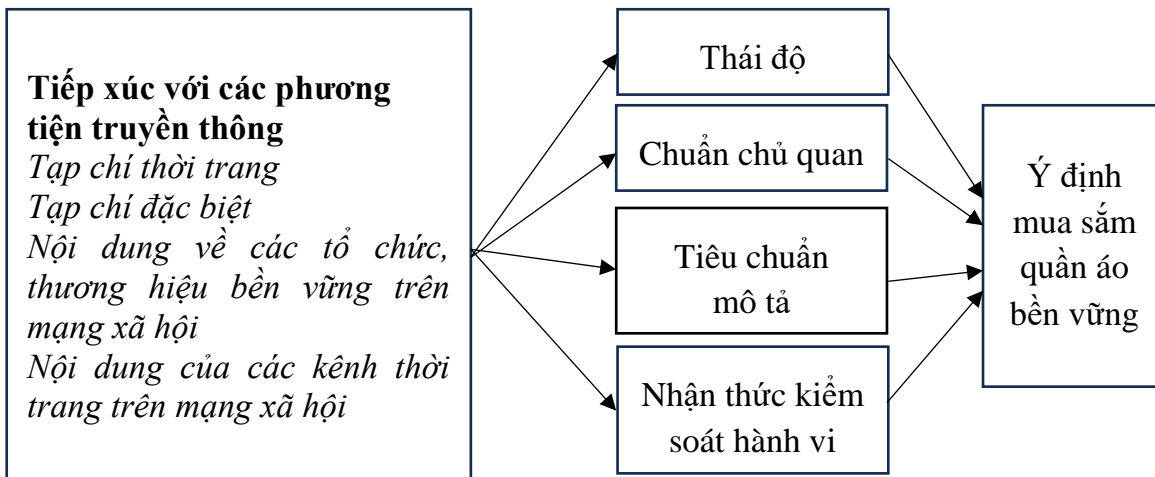 Tiếp xúc với các phương
tiện truyền thông
Tạp chí thời trang
Tạp chí đặc biệt
Nội dung về các tổ chức,
thương hiệu bền vững trên
mạng xã hội
Nội dung của các kênh thời
trang trên mạng xã hội
Thái độ
Chuẩn chủ quan
Tiêu chuẩn
mô tả
Nhận thức kiểm
soát hành vi
Ý định
mua sắm
quần áo
bền vững